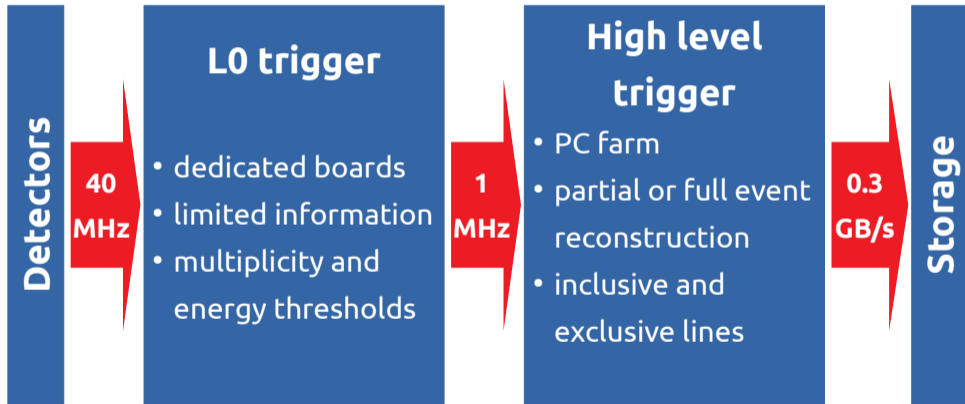 Detectors
40
MHz
L0 trigger
• dedicated boards
• limited information
• multiplicity and
energy thresholds
1
MHz
High level
trigger
• PC farm
• partial or full event
reconstruction
• inclusive and
exclusive lines
0.3
GB/s
Storage